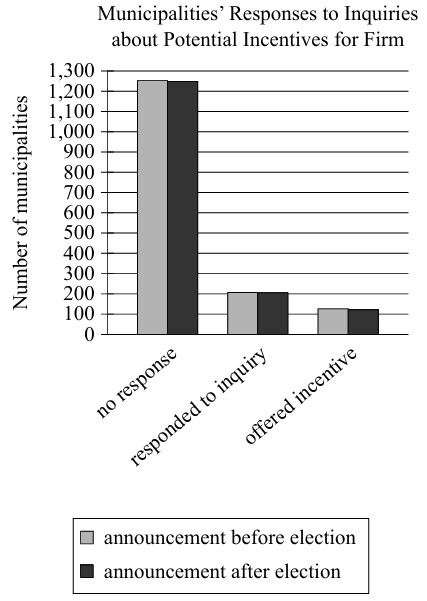 Municipalities’ Responses to Inquiries
about Potential Incentives for Firm
Number of municipalities
1,300
1,200
1,100
1,000
900
800
700
600
500
400
300
200
100
0
no response
responded to inquiry
offered incentive
announcement before election
announcement after election